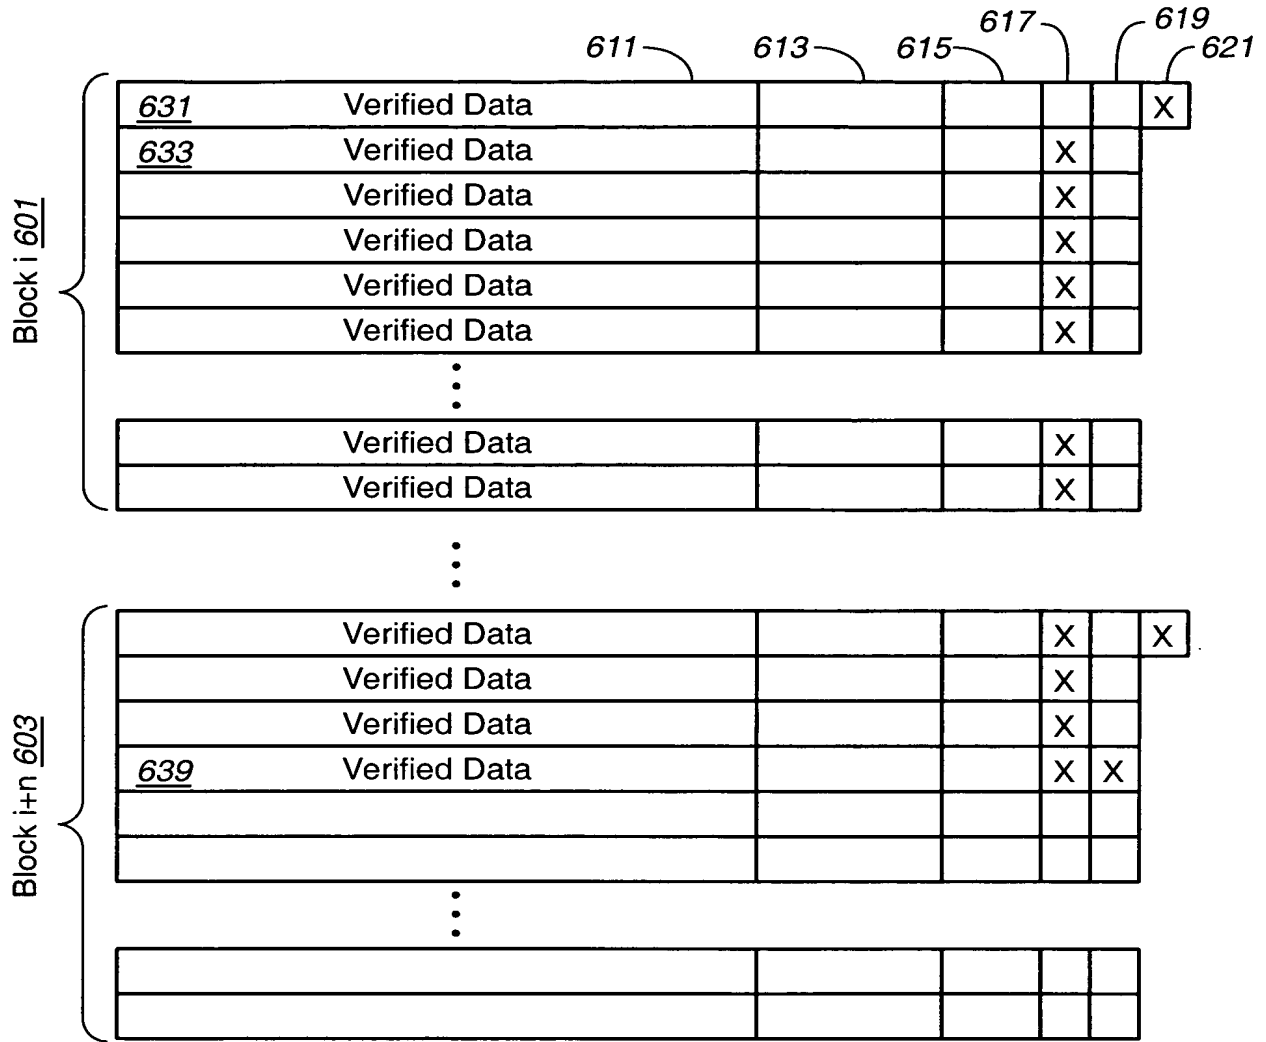 617
619
611
613
615
621
Block i 601
631 Verified Data X
633 Verified Data X
Verified Data X
Verified Data X
Verified Data X
Verified Data X
Verified Data X
Verified Data X
Block i+n 603
Verified Data X X
Verified Data X
Verified Data X
639 Verified Data X X